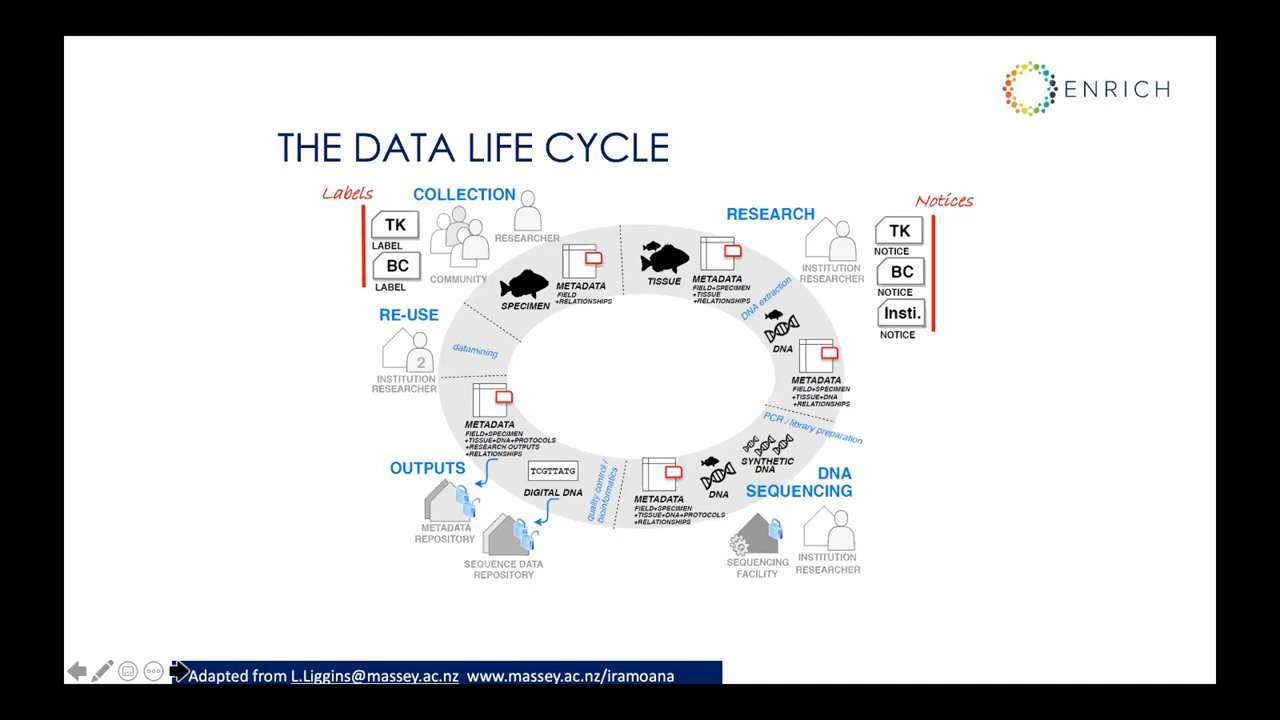 ENRICH
THE DATA LIFE CYCLE
Labels
TK
LABEL
BC
LABEL
COLLECTION
RESEARCHER
COMMUNITY
SPECIMEN
METADATA
FIELD
+RELATIONSHIPS
TISSUE
METADATA
FIELD+SPECIMEN
+TISSUE
+RELATIONSHIPS
RESEARCH
INSTITUTION
RESEARCHER
Notices
TK
NOTICE
BC
NOTICE
Insti.
NOTICE
DNA extraction
DNA
METADATA
FIELD+SPECIMEN
+TISSUE+DNA
+RELATIONSHIPS
PCR / library preparation
SYNTHETIC
DNA
DNA
METADATA
FIELD+SPECIMEN
+TISSUE+DNA+PROTOCOLS
+RELATIONSHIPS
DNA
SEQUENCING
SEQUENCING
FACILITY
INSTITUTION
RESEARCHER
quality control /
bioinformatics
TCGTTATG
DIGITAL DNA
SEQUENCE DATA
REPOSITORY
OUTPUTS
METADATA
REPOSITORY
METADATA
FIELD+SPECIMEN
+TISSUE+DNA+PROTOCOLS
+RESEARCH OUTPUTS
+RELATIONSHIPS
RE-USE
2
INSTITUTION
RESEARCHER
datamining
Adapted from L.Liggins@massey.ac.nz www.massey.ac.nz/iramoana